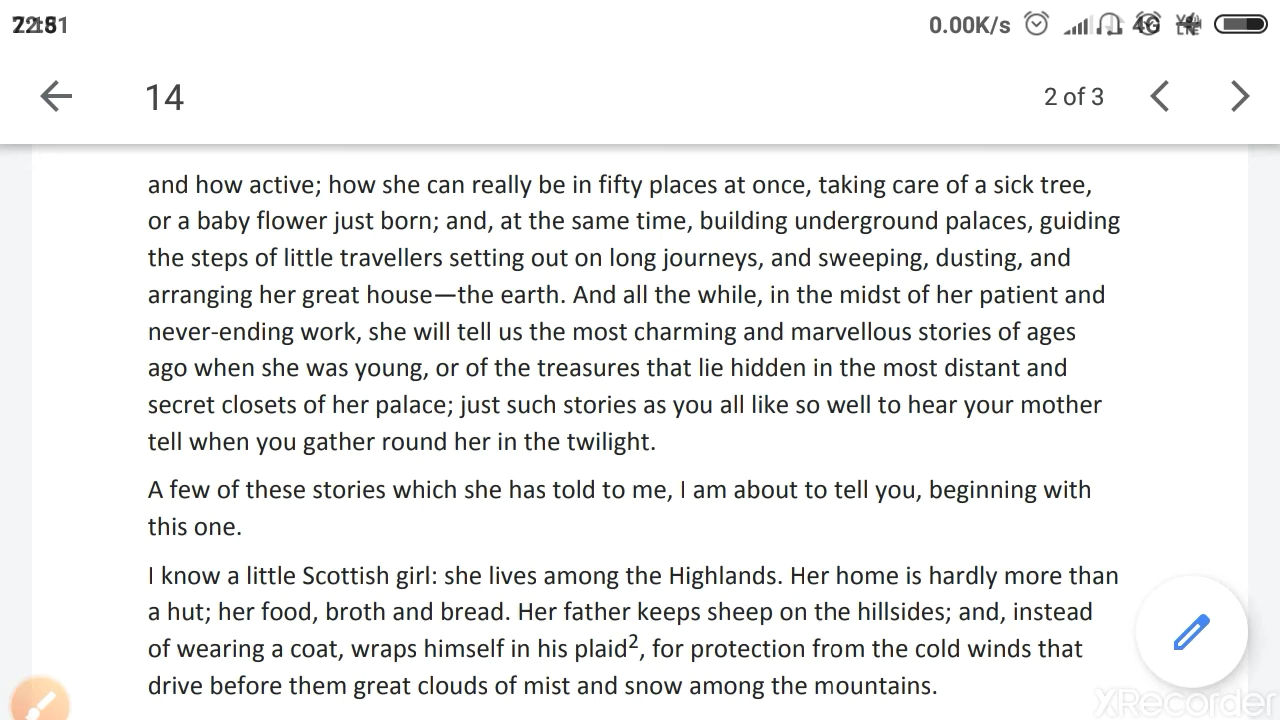 0.00K/s 4G
14 2 of 3
and how active; how she can really be in fifty places at once, taking care of a sick tree,
or a baby flower just born; and, at the same time, building underground palaces, guiding
the steps of little travellers setting out on long journeys, and sweeping, dusting, and
arranging her great house—the earth. And all the while, in the midst of her patient and
never-ending work, she will tell us the most charming and marvellous stories of ages
ago when she was young, or of the treasures that lie hidden in the most distant and
secret closets of her palace; just such stories as you all like so well to hear your mother
tell when you gather round her in the twilight.
A few of these stories which she has told to me, I am about to tell you, beginning with
this one.
I know a little Scottish girl: she lives among the Highlands. Her home is hardly more than
a hut; her food, broth and bread. Her father keeps sheep on the hillsides; and, instead
of wearing a coat, wraps himself in his plaid², for protection from the cold winds that
drive before them great clouds of mist and snow among the mountains.
XRecorder